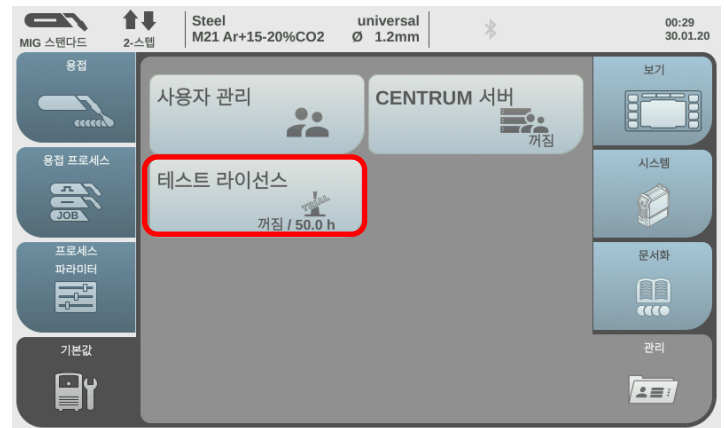 MIG 스탠다드
2-스텝
Steel universal
M21 Ar+15-20%CO2 Ø 1.2mm
00:29
30.01.20
용접
용접 프로세스
JOB
프로세스
파라미터
기본값
사용자 관리
CENTRUM 서버
꺼짐
테스트 라이선스
TRIAL
꺼짐 / 50.0 h
보기
시스템
문서화
관리